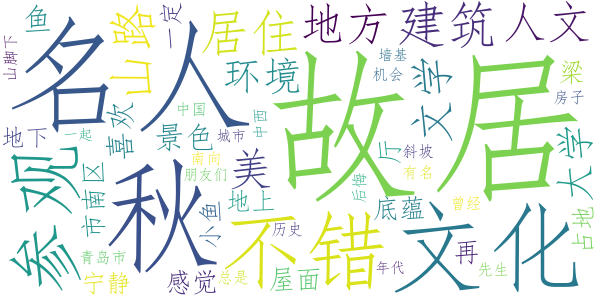 名人
故居
秋
文化
不错
参观
山路
居住
地方
建筑
人文
环境
文学
大学
美
景色
喜欢
市南区
宁静
感觉
屋面
底蕴
地上
地下
小鱼
鱼
一定
山脚下
中国
一起
城市
中西
南向
朋友们
青岛市
总是
历史
后悔
厅
斜坡
有名
曾经
年代
再
先生
占地
梁
房子
墙基
机会